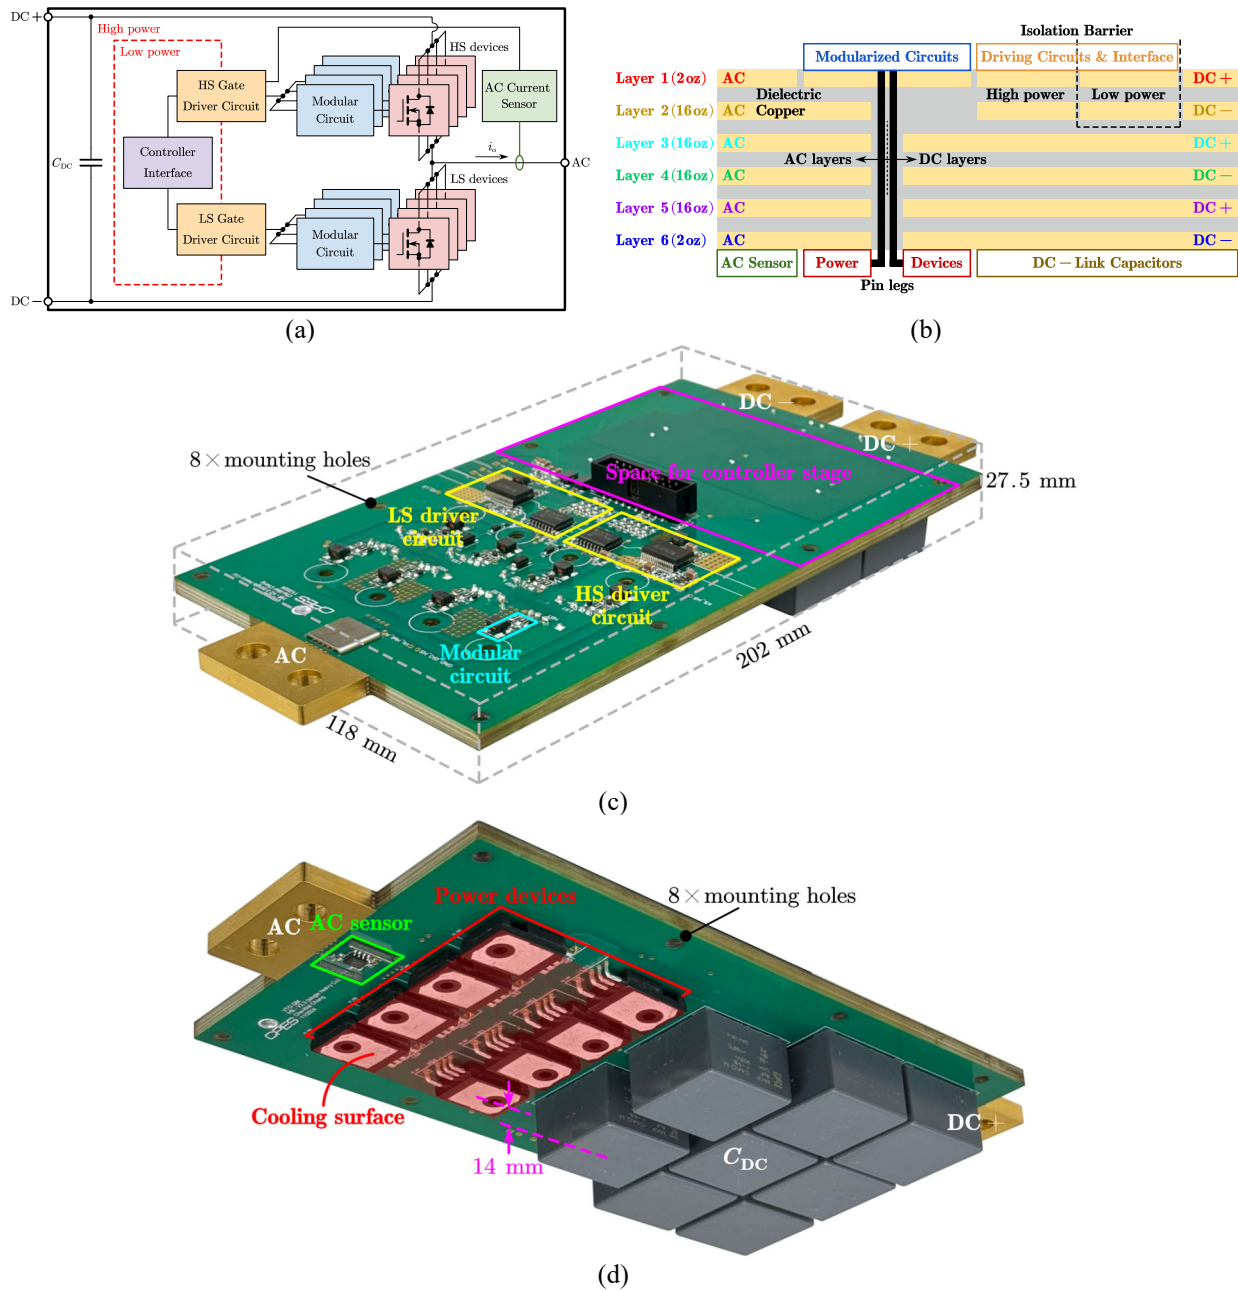 DC+
High power
Low power
HS Gate
Driver Circuit
Modular
Circuit
HS devices
AC Current
Sensor
Controller
Interface
C_DC
i_o
AC
LS Gate
Driver Circuit
Modular
Circuit
LS devices
DC−
(a)
Isolation Barrier
Modularized Circuits
Driving Circuits & Interface
Layer 1 (2oz) AC DC+
Dielectric High power Low power
Layer 2 (16oz) AC Copper DC−
Layer 3 (16oz) AC DC+
AC layers DC layers
Layer 4 (16oz) AC DC−
Layer 5 (16oz) AC DC+
Layer 6 (2oz) AC DC−
AC Sensor Power Devices DC−Link Capacitors
Pin legs
(b)
DC−
DC+
8×mounting holes
Space for controller stage
27.5 mm
LS driver
circuit
HS driver
circuit
Modular
circuit
AC
CPES
202 mm
118 mm
(c)
Power devices
8×mounting holes
AC
AC sensor
CPES
Cooling surface
14 mm
C_DC
DC+
(d)